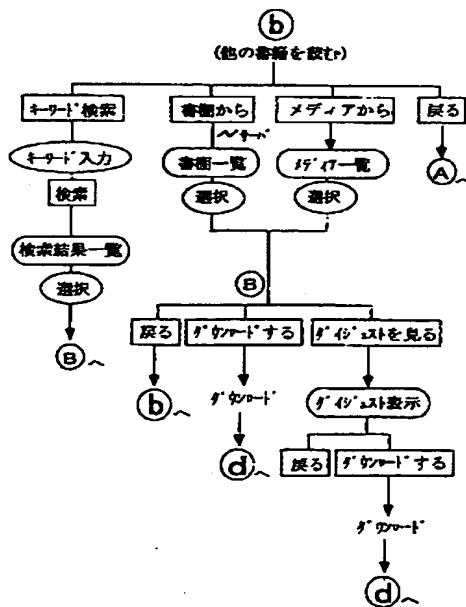 b
(他の書籍を読む)
キーワード検索 書棚から メディアから 戻る
〜サーバ
キーワード入力 書棚一覧 メディア一覧 Aへ
検索 選択 選択
検索結果一覧
選択 B
戻る ダウンロードする ダイジェストを見る
Bへ bへ ダウンロード ダイジェスト表示
dへ 戻る ダウンロードする
ダウンロード
dへ